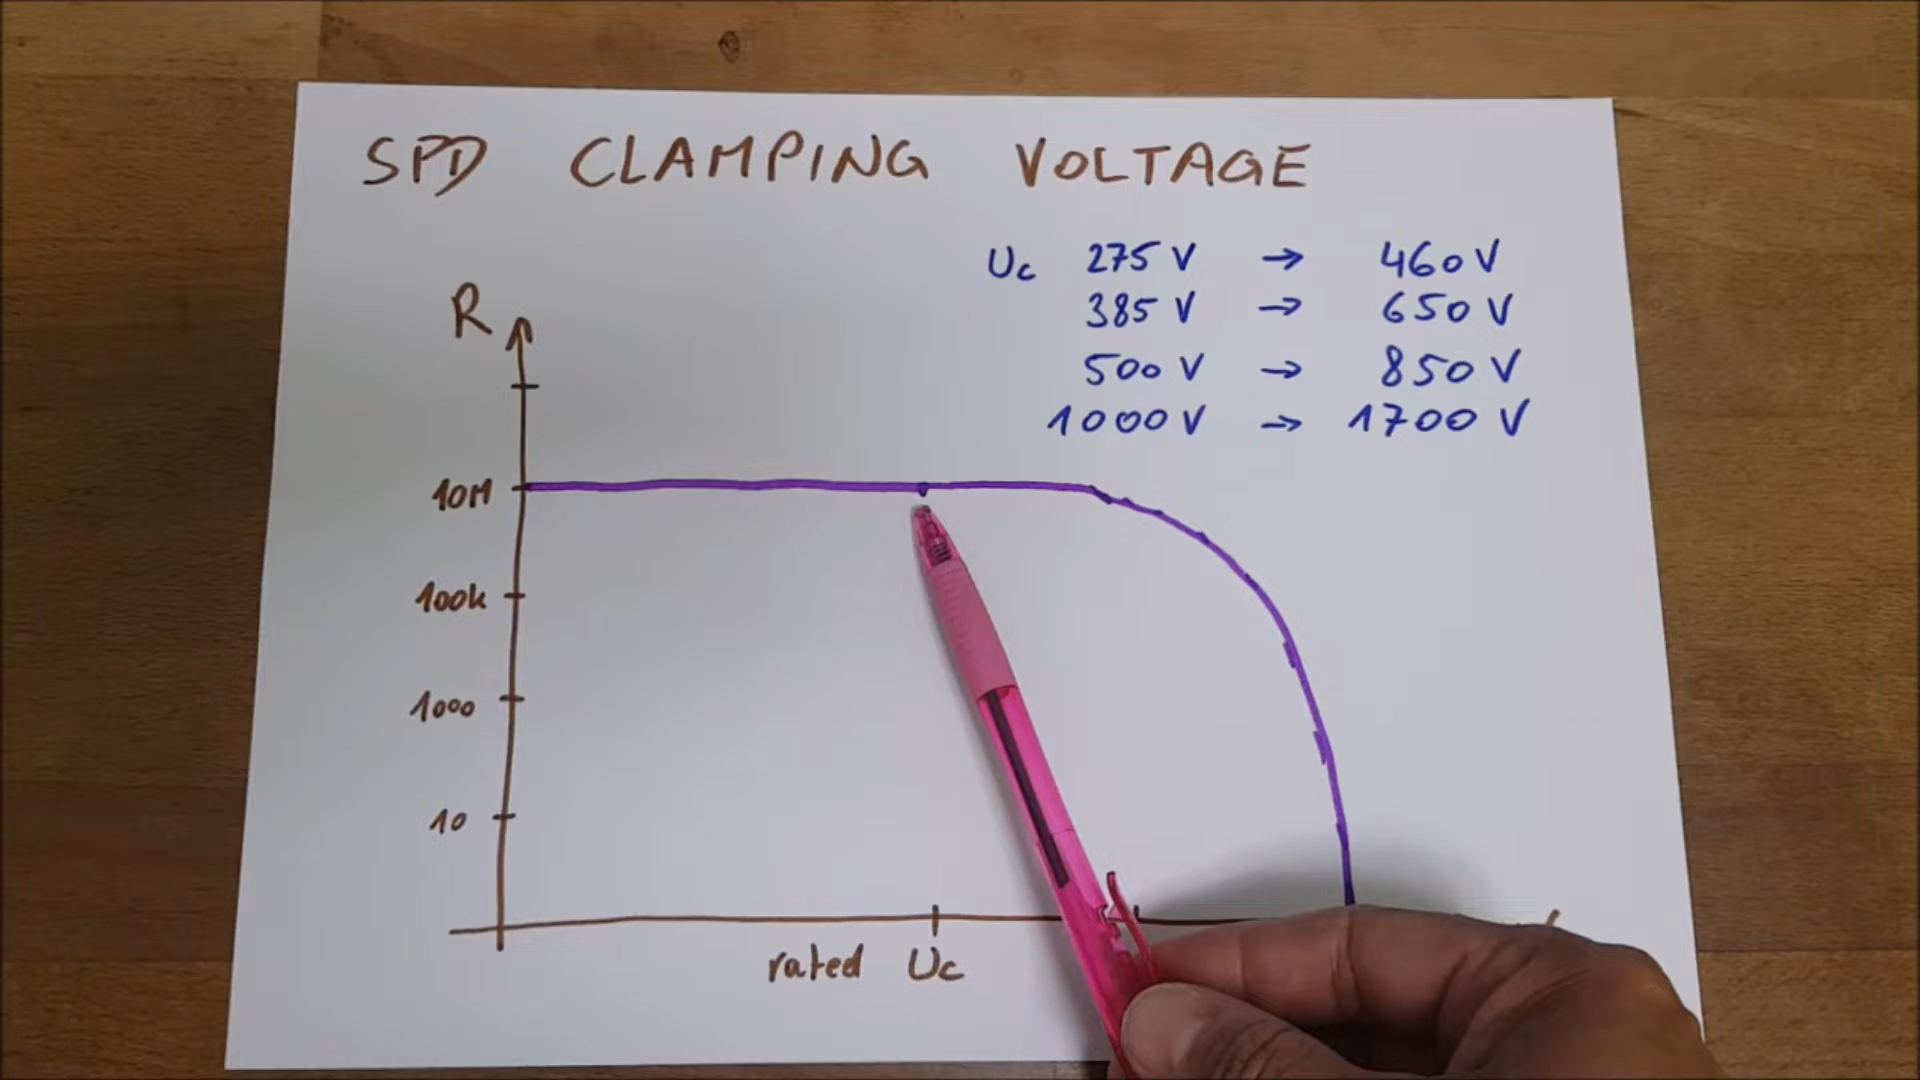 SPD CLAMPING VOLTAGE
Uc 275 V → 460 V
385 V → 650 V
500 V → 850 V
1000 V → 1700 V
R
10M
100k
1000
10
rated Uc